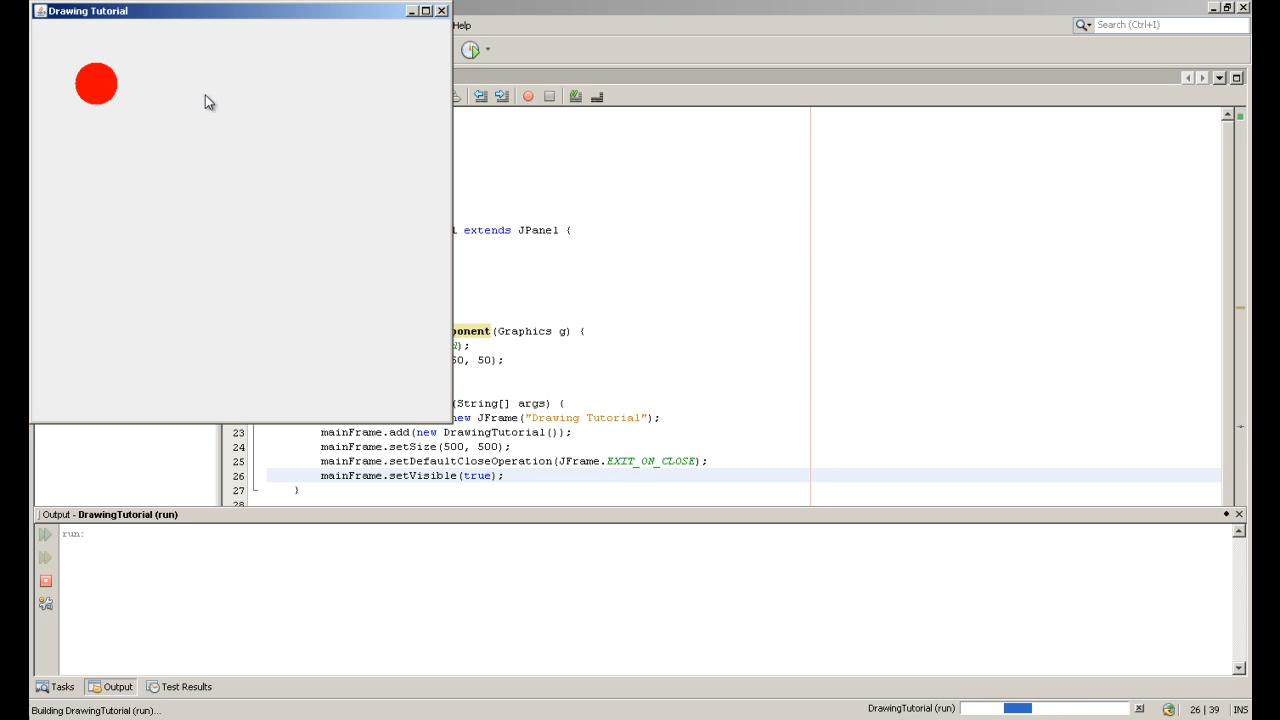 Drawing Tutorial
Help
Search (Ctrl+I)
extends JPanel {
ponent(Graphics g) {
);
50, 50);
(String[] args) {
new JFrame("Drawing Tutorial");
23 mainFrame.add(new DrawingTutorial());
24 mainFrame.setSize(500, 500);
25 mainFrame.setDefaultCloseOperation(JFrame.EXIT_ON_CLOSE);
26 mainFrame.setVisible(true);
27 }
28
Output - DrawingTutorial (run)
run:
Tasks Output Test Results
Building DrawingTutorial (run)... DrawingTutorial (run) 26 | 39 INS